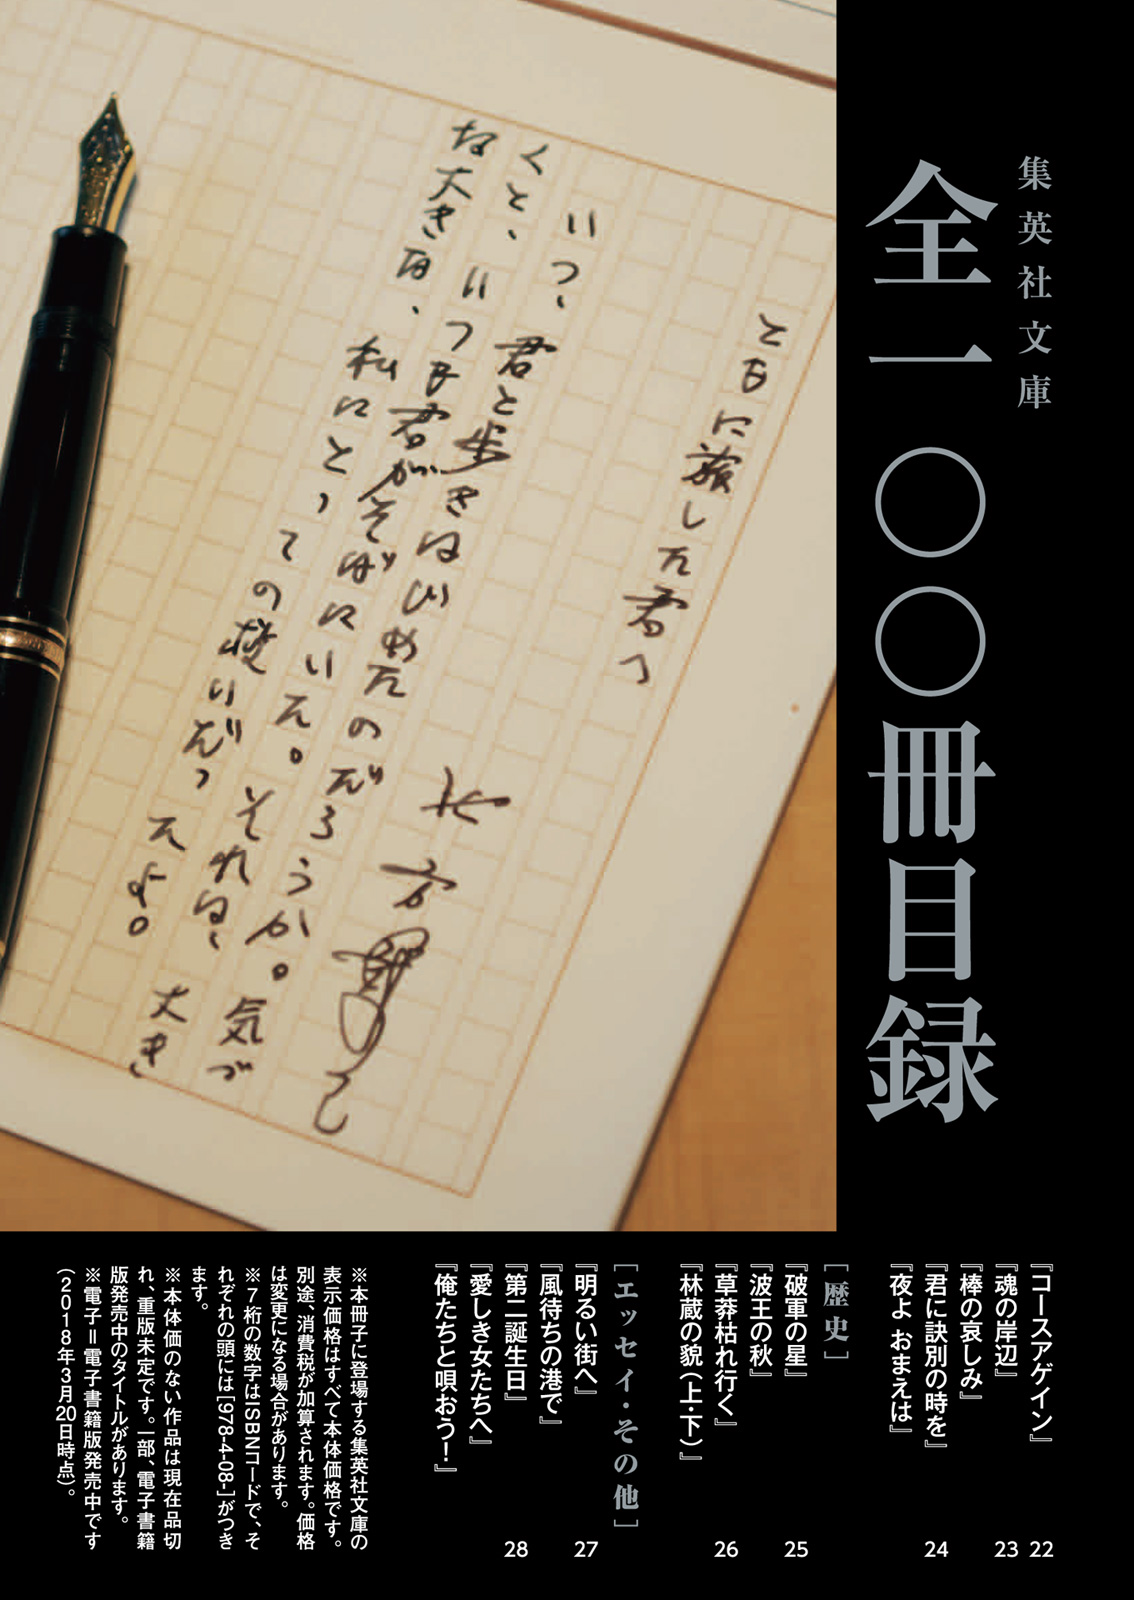 集英社文庫
全一〇〇冊目録
ともに旅した君へ
いつ、君と歩きはじめたのだろうか。気づ
くと、いつも君がそばにいた。それは、大き
な大きな、私にとっての救いだったよ。
北方謙三
『コースアゲイン』 22
『魂の岸辺』 23
『棒の哀しみ』
『君に訣別の時を』 24
『夜よ おまえは』
[歴史]
『破軍の星』 25
『波王の秋』
『草莽枯れ行く』 26
『林蔵の貌(上・下)』
[エッセイ・その他]
『明るい街へ』 27
『風待ちの港で』
『第二誕生日』 28
『愛しき女たちへ』
『俺たちと唄おう!』
※本冊子に登場する集英社文庫の
表示価格はすべて本体価格です。
別途、消費税が加算されます。価格
は変更になる場合があります。
※7桁の数字はISBNコードで、そ
れぞれの頭には[978-4-08-]がつき
ます。
※本体価のない作品は現在品切
れ、重版未定です。一部、電子書籍
版発売中のタイトルがあります。
※電子=電子書籍版発売中です
(2018年3月20日時点)。